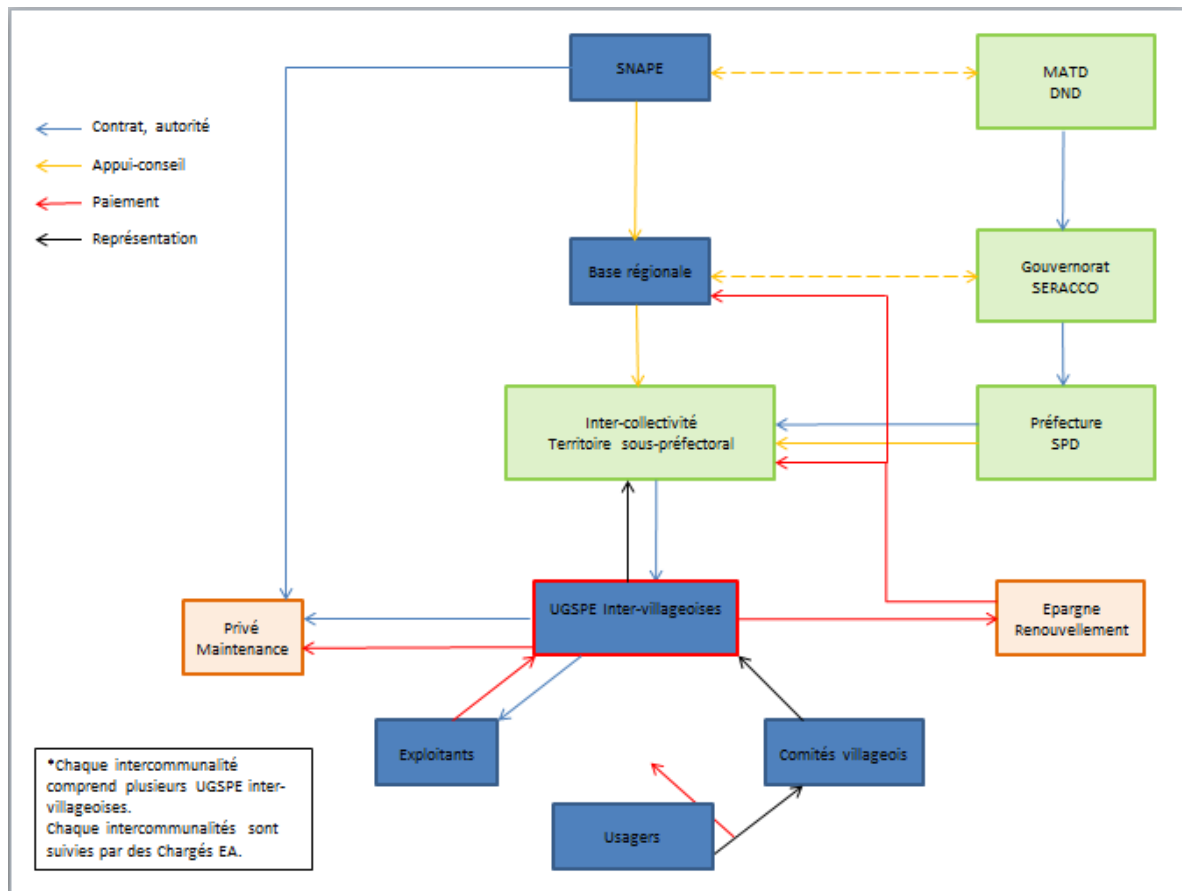 SNAPE
MATD
DND
Contrat, autorité
Appui-conseil
Paiement
Représentation
Base régionale
Gouvernorat
SERACCO
Inter-collectivité
Territoire sous-préfectoral
Préfecture
SPD
UGSPE Inter-villageoises
Privé
Maintenance
Epargne
Renouvellement
Exploitants
Comités villageois
Usagers
*Chaque intercommunalité
comprend plusieurs UGSPE inter-
villageoises.
Chaque intercommunalités sont
suivies par des Chargés EA.